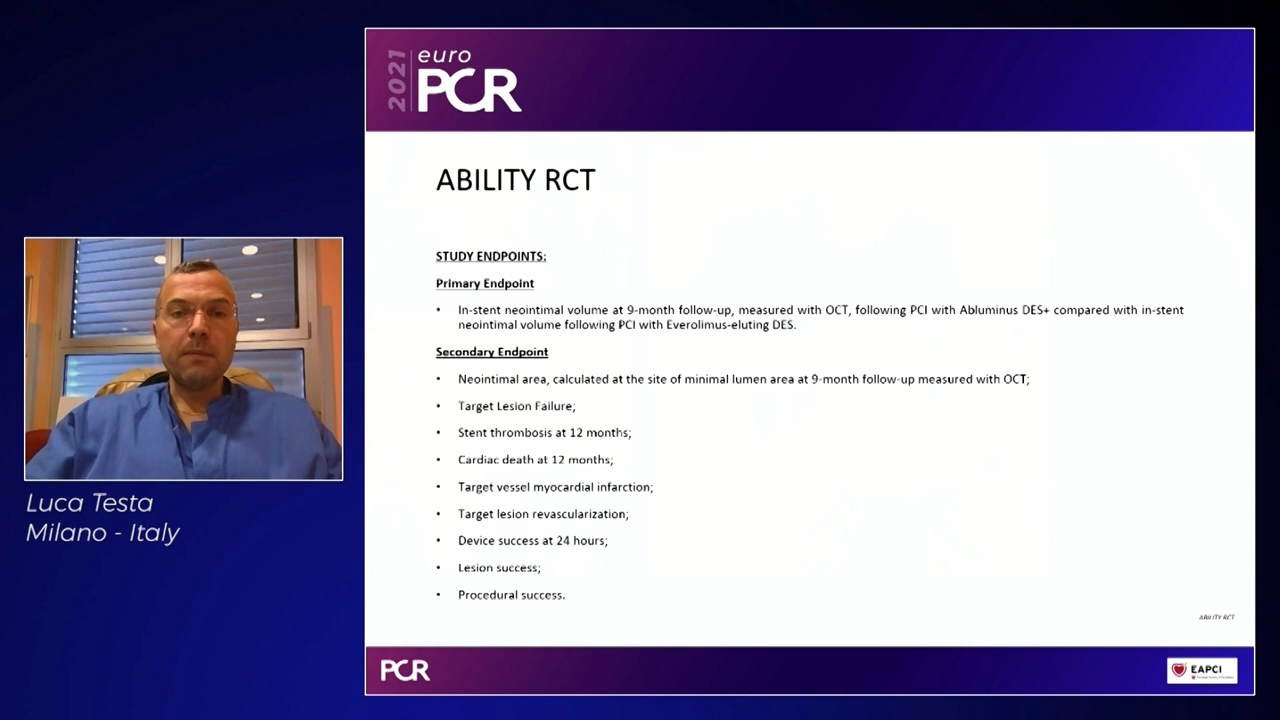 2021
euro
PCR
ABILITY RCT
STUDY ENDPOINTS:
Primary Endpoint
• In-stent neointimal volume at 9-month follow-up, measured with OCT, following PCI with Abluminus DES+ compared with in-stent
neointimal volume following PCI with Everolimus-eluting DES.
Secondary Endpoint
• Neointimal area, calculated at the site of minimal lumen area at 9-month follow-up measured with OCT;
• Target Lesion Failure;
• Stent thrombosis at 12 months;
• Cardiac death at 12 months;
• Target vessel myocardial infarction;
• Target lesion revascularization;
• Device success at 24 hours;
• Lesion success;
• Procedural success.
ABILITY RCT
Luca Testa
Milano - Italy
PCR
EAPCI